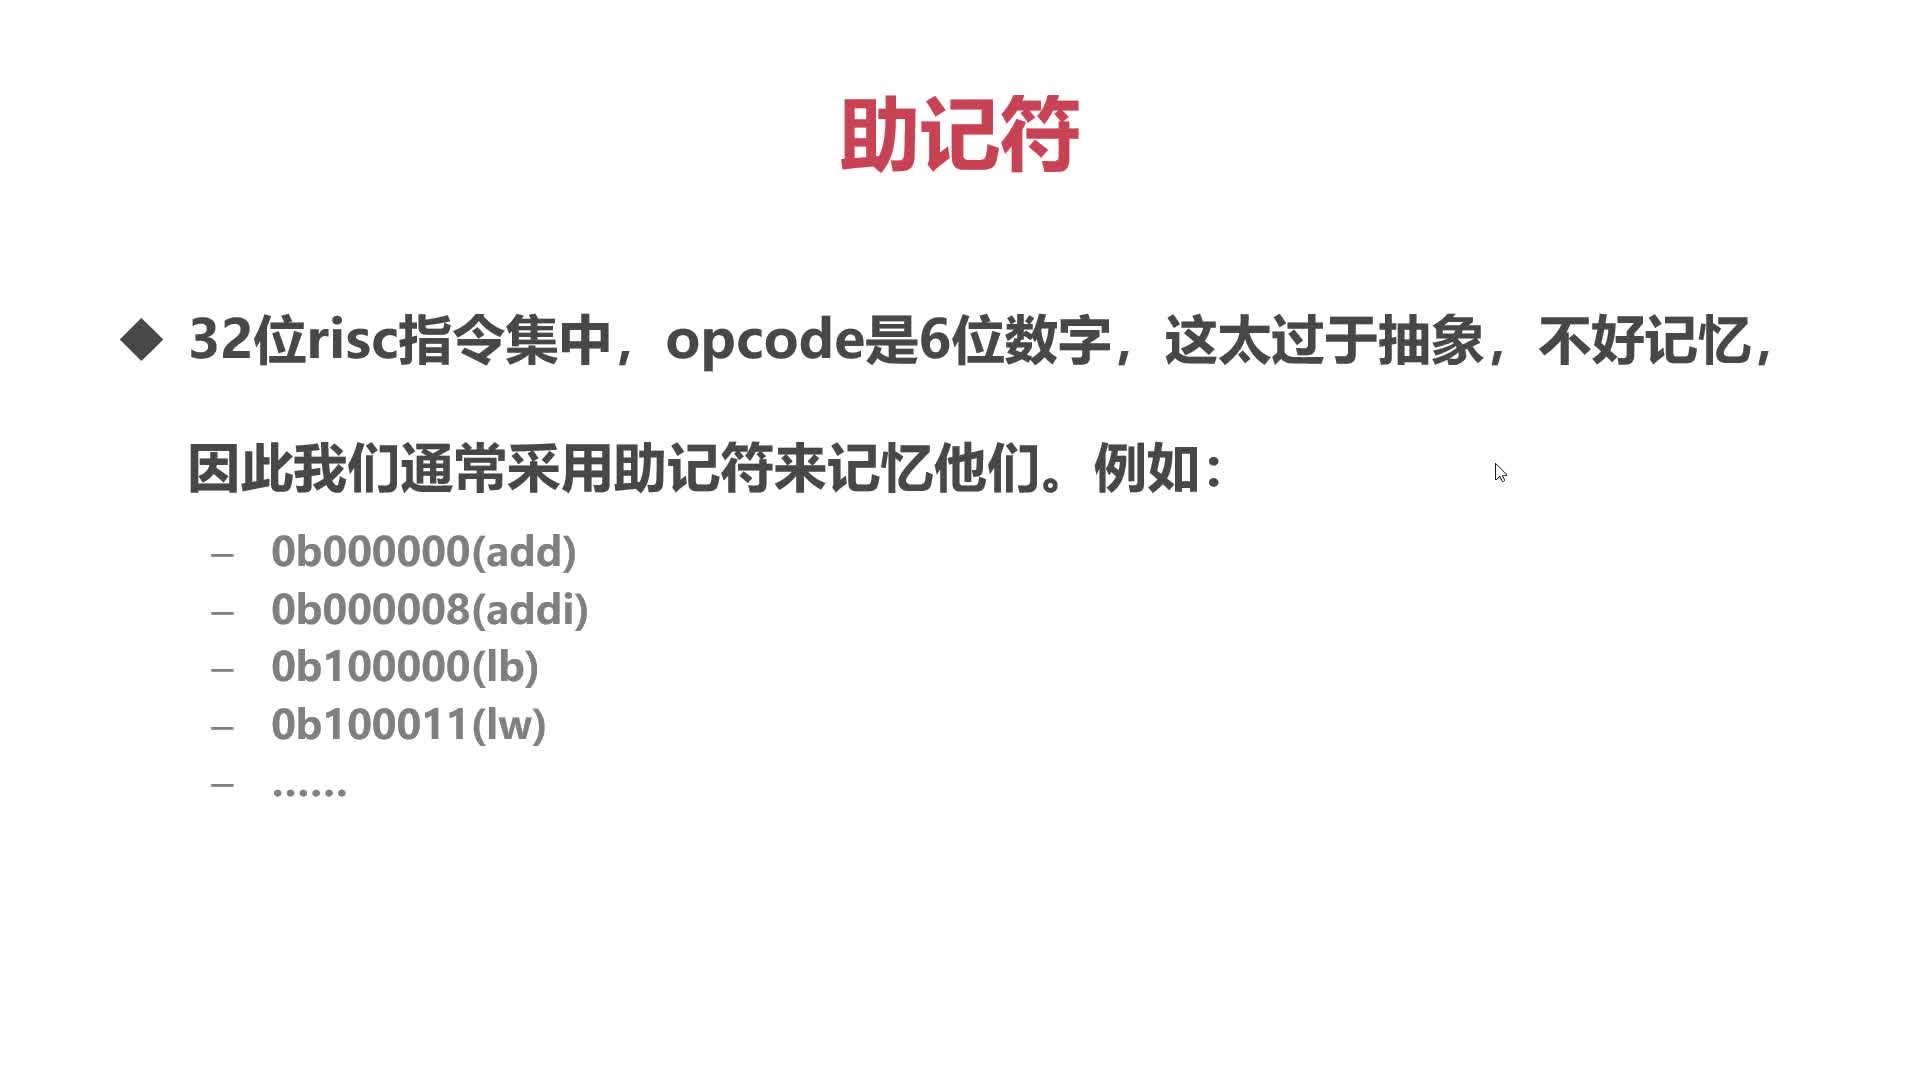 助记符
◆ 32位risc指令集中，opcode是6位数字，这太过于抽象，不好记忆，
因此我们通常采用助记符来记忆他们。例如：
– 0b000000(add)
– 0b000008(addi)
– 0b100000(lb)
– 0b100011(lw)
– ......